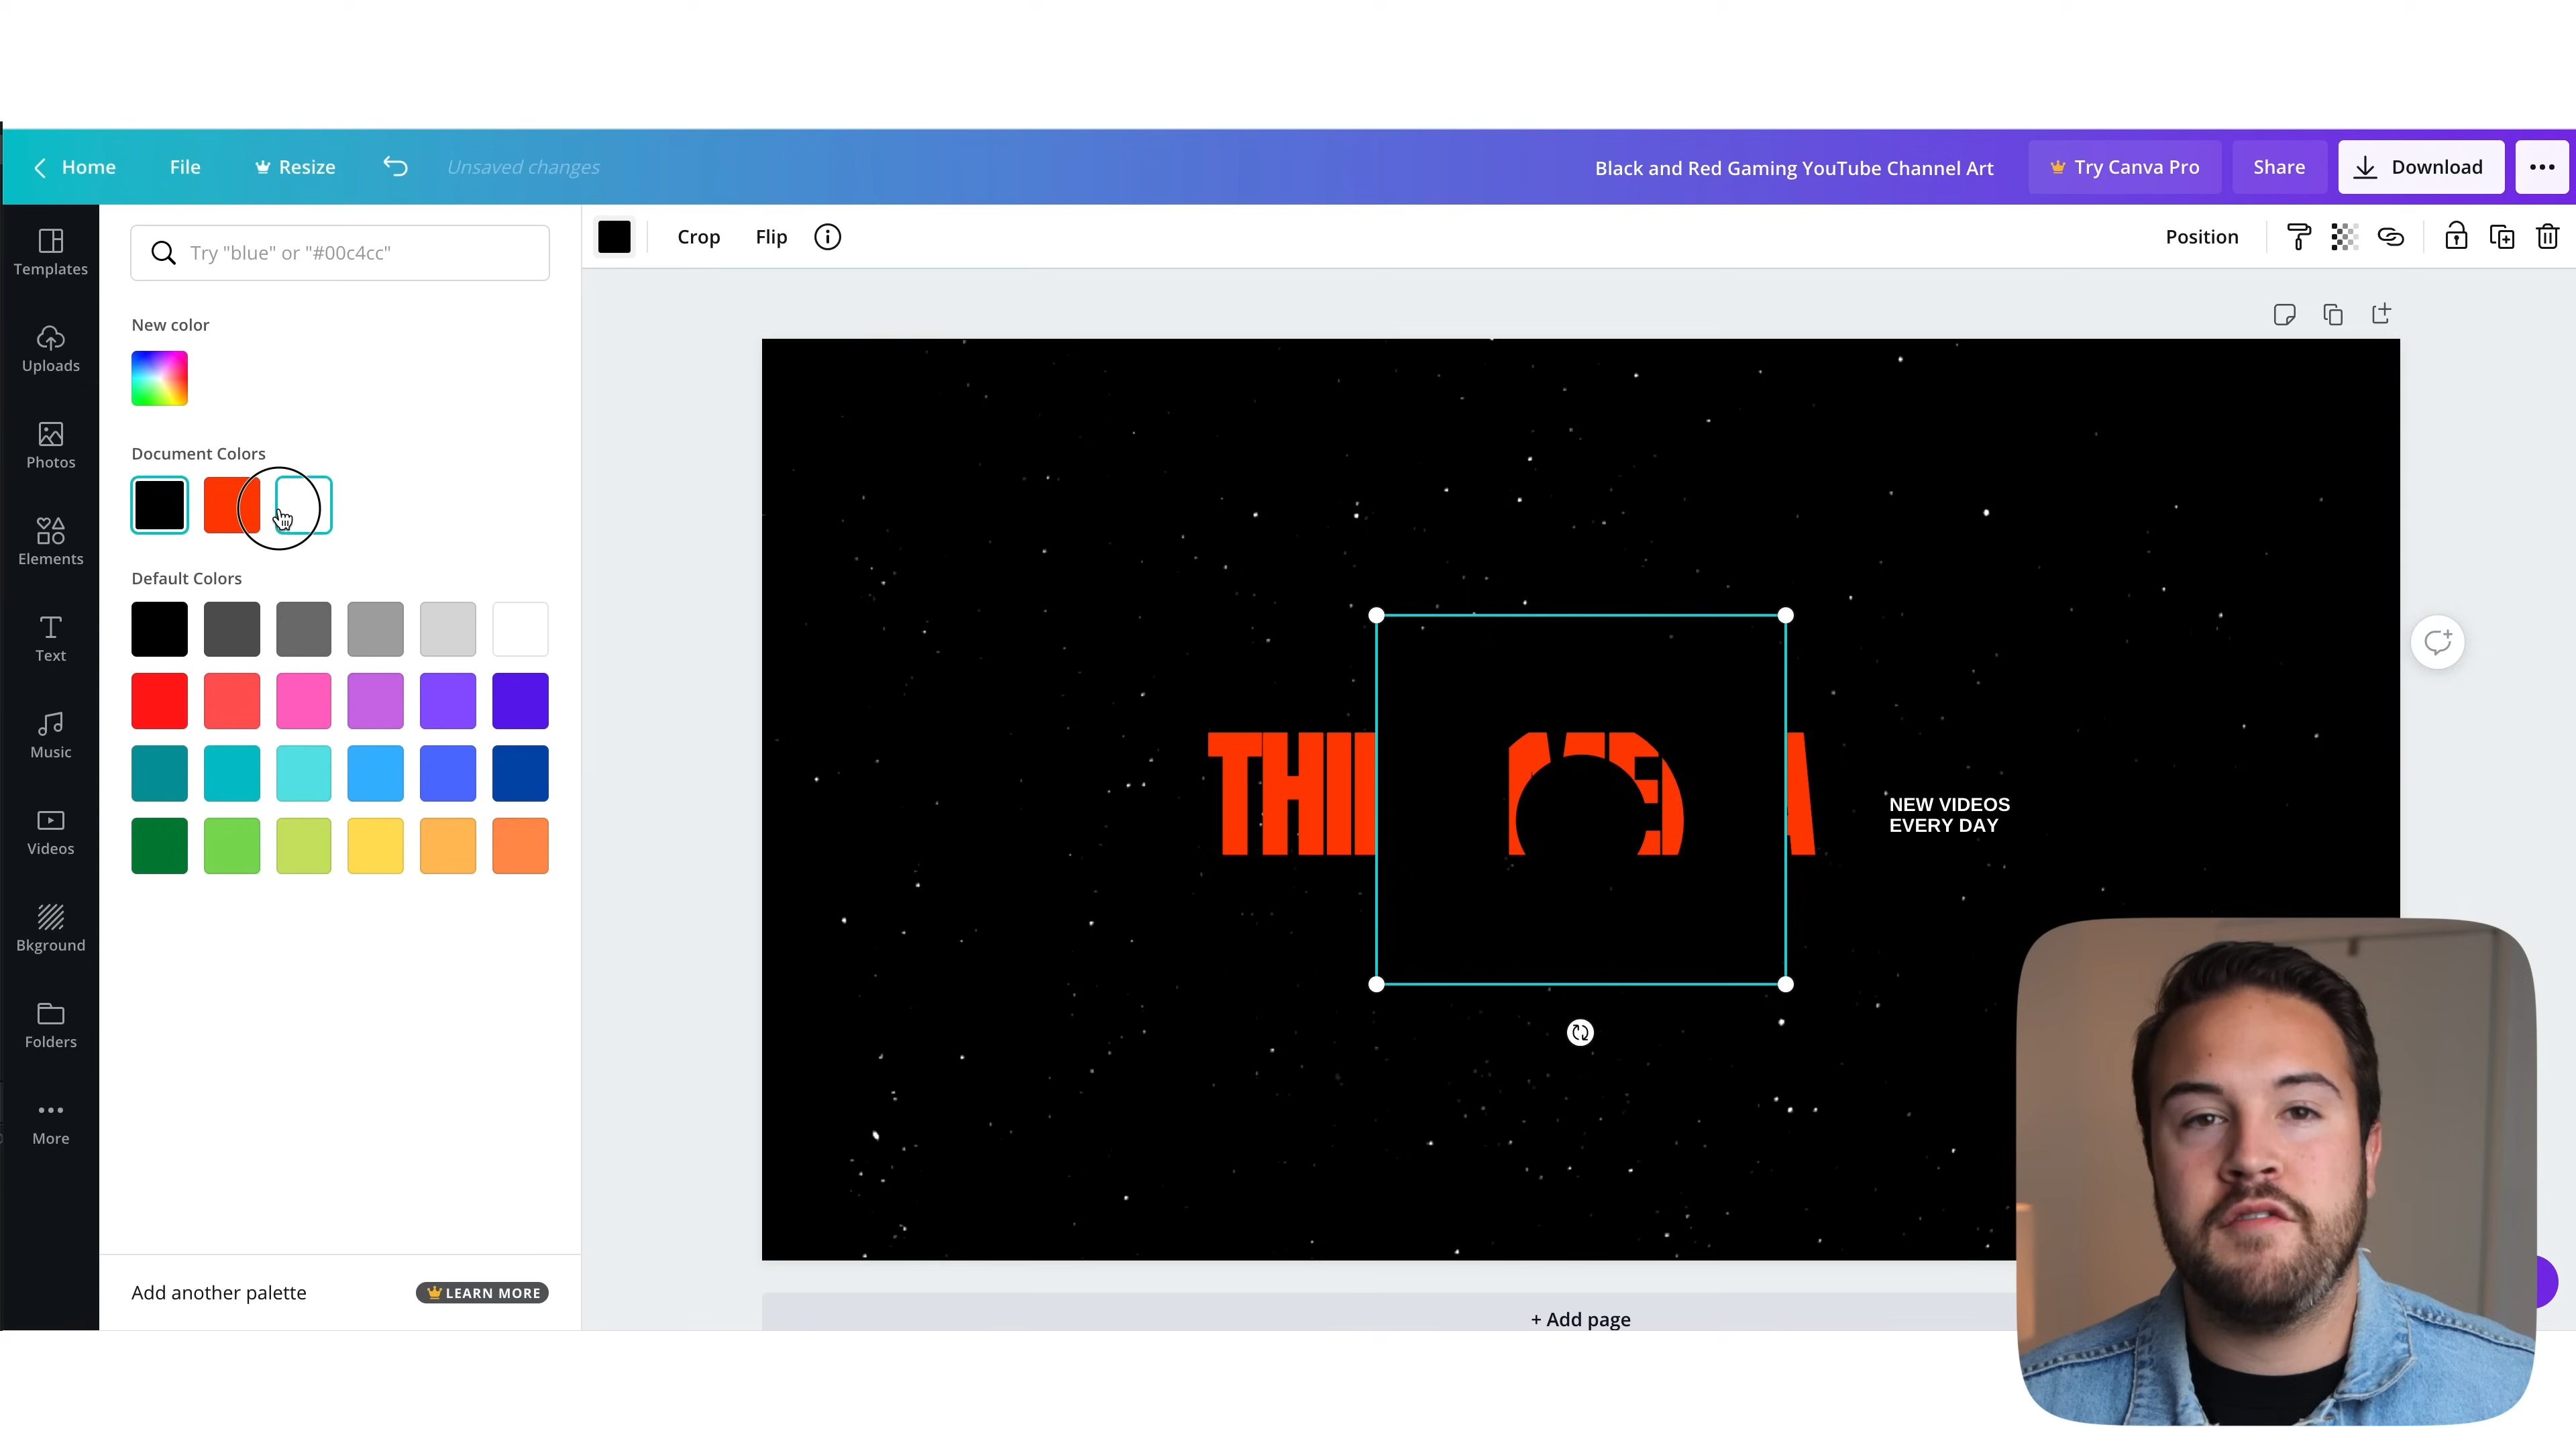 Home File Resize Unsaved changes Black and Red Gaming YouTube Channel Art Try Canva Pro Share Download
Try "blue" or "#00c4cc"
Crop Flip Position
Templates
Uploads
Photos
Elements
Text
Music
Videos
Bkground
Folders
More
New color
Document Colors
Default Colors
Add another palette LEARN MORE
NEW VIDEOS
EVERY DAY
+ Add page